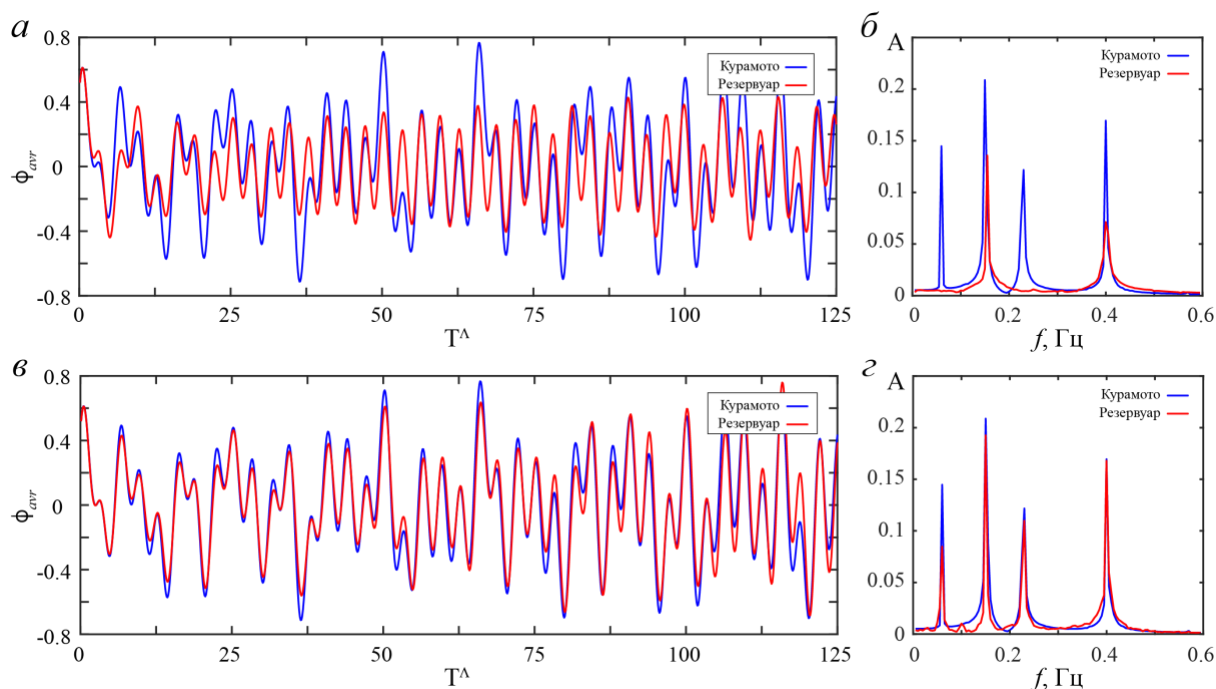 а
0.8
0.4
0
-0.4
-0.8
ϕavr
Курамото
Резервуар
0 25 50 75 100 125
T^Λ
б
A
0.2
0.15
0.1
0.05
0
Курамото
Резервуар
0 0.2 0.4 0.6
f, Гц
в
0.8
0.4
0
-0.4
-0.8
ϕavr
Курамото
Резервуар
0 25 50 75 100 125
T^Λ
г
A
0.2
0.15
0.1
0.05
0
Курамото
Резервуар
0 0.2 0.4 0.6
f, Гц